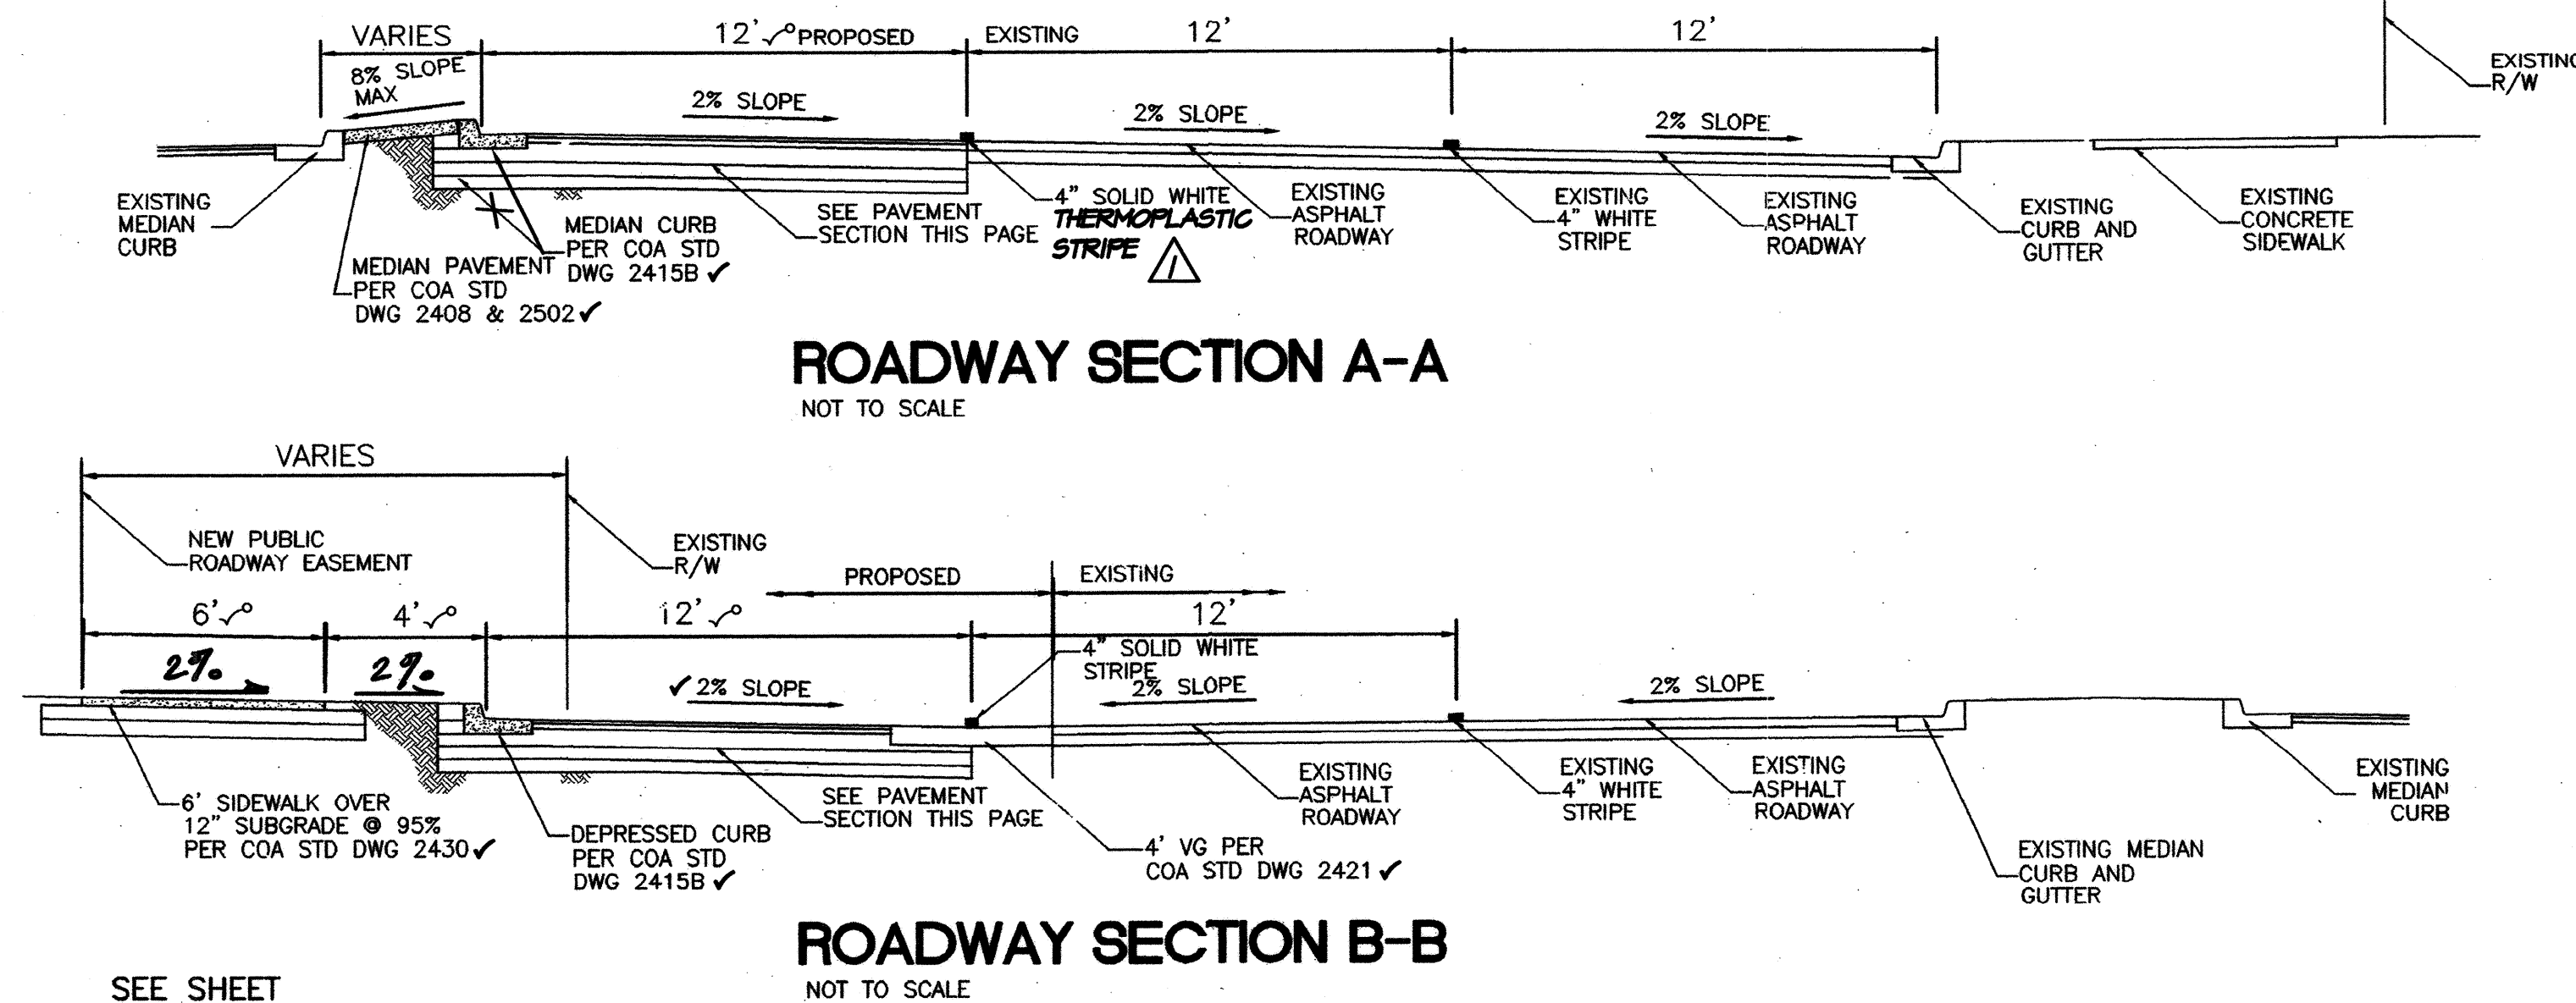 VARIES
12' PROPOSED
EXISTING
12'
12'
8% SLOPE
MAX
2% SLOPE
2% SLOPE
2% SLOPE
EXISTING
R/W
EXISTING
MEDIAN
CURB
MEDIAN PAVEMENT
PER COA STD
DWG 2408 & 2502 ✓
MEDIAN CURB
PER COA STD
DWG 2415B ✓
SEE PAVEMENT
SECTION THIS PAGE
4" SOLID WHITE
THERMOPLASTIC
STRIPE
1
EXISTING
ASPHALT
ROADWAY
EXISTING
4" WHITE
STRIPE
EXISTING
ASPHALT
ROADWAY
EXISTING
CURB AND
GUTTER
EXISTING
CONCRETE
SIDEWALK
ROADWAY SECTION A-A
NOT TO SCALE
VARIES
NEW PUBLIC
ROADWAY EASEMENT
EXISTING
R/W
PROPOSED
EXISTING
6'
4'
12'
12'
4" SOLID WHITE
STRIPE
2%
2%
✓ 2% SLOPE
2% SLOPE
2% SLOPE
6' SIDEWALK OVER
12" SUBGRADE @ 95%
PER COA STD DWG 2430 ✓
DEPRESSED CURB
PER COA STD
DWG 2415B ✓
SEE PAVEMENT
SECTION THIS PAGE
4' VG PER
COA STD DWG 2421 ✓
EXISTING
ASPHALT
ROADWAY
EXISTING
4" WHITE
STRIPE
EXISTING
ASPHALT
ROADWAY
EXISTING MEDIAN
CURB AND
GUTTER
EXISTING
MEDIAN
CURB
ROADWAY SECTION B-B
NOT TO SCALE
SEE SHEET